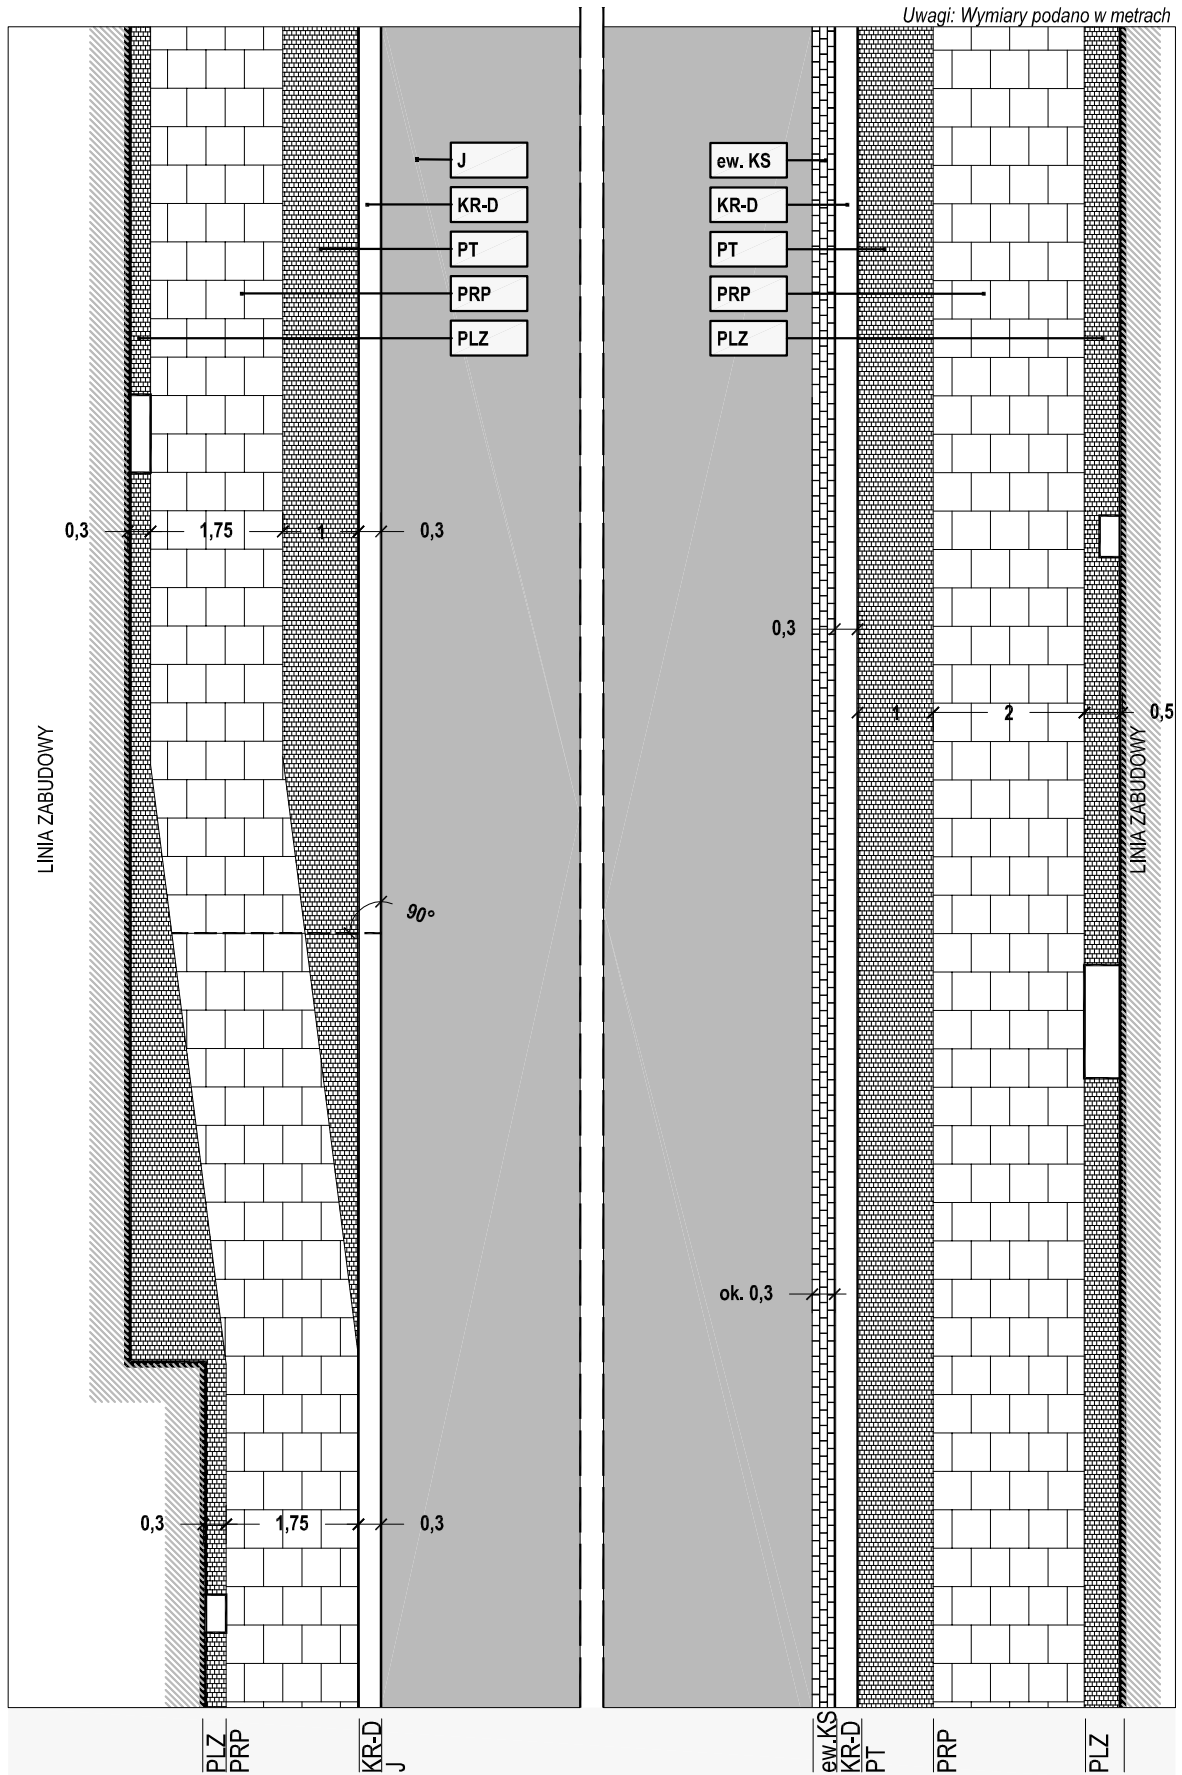 Uwagi: Wymiary podano w metrach
J
ew. KS
KR-D
KR-D
PT
PT
PRP
PRP
PLZ
PLZ
0,3
1,75
1
0,3
0,3
1
2
0,5
LINIA ZABUDOWY
LINIA ZABUDOWY
90°
ok. 0,3
0,3
1,75
0,3
PLZ
PRP
KR-D
J
ew.KS
KR-D
PT
PRP
PLZ